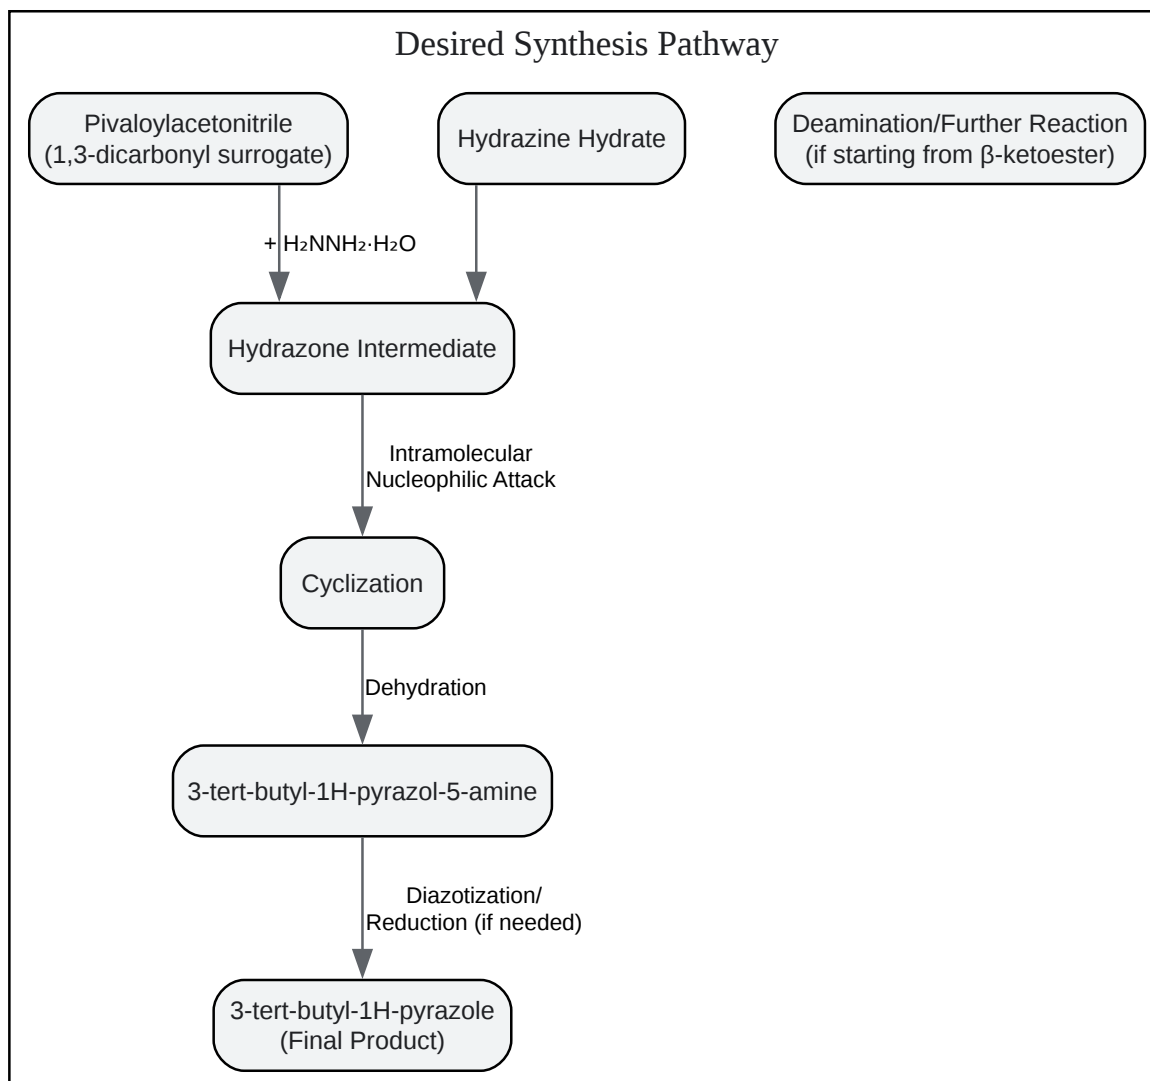 Desired Synthesis Pathway
Pivaloylacetonitrile
(1,3-dicarbonyl surrogate)
Hydrazine Hydrate
Deamination/Further Reaction
(if starting from β-ketoester)
+ H₂NNH₂·H₂O
Hydrazone Intermediate
Intramolecular
Nucleophilic Attack
Cyclization
Dehydration
3-tert-butyl-1H-pyrazol-5-amine
Diazotization/
Reduction (if needed)
3-tert-butyl-1H-pyrazole
(Final Product)